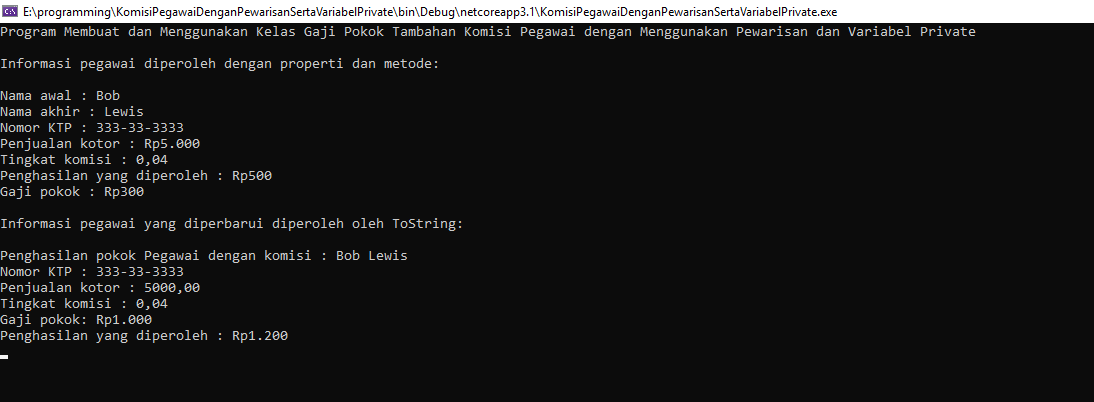 E:\programming\KomisiPegawaiDenganPewarisanSertaVariabelPrivate\bin\Debug\netcoreapp3.1\KomisiPegawaiDenganPewarisanSertaVariabelPrivate.exe
Program Membuat dan Menggunakan Kelas Gaji Pokok Tambahan Komisi Pegawai dengan Menggunakan Pewarisan dan Variabel Private
Informasi pegawai diperoleh dengan properti dan metode:
Nama awal : Bob
Nama akhir : Lewis
Nomor KTP : 333-33-3333
Penjualan kotor : Rp5.000
Tingkat komisi : 0,04
Penghasilan yang diperoleh : Rp500
Gaji pokok : Rp300
Informasi pegawai yang diperbarui diperoleh oleh ToString:
Penghasilan pokok Pegawai dengan komisi : Bob Lewis
Nomor KTP : 333-33-3333
Penjualan kotor : 5000,00
Tingkat komisi : 0,04
Gaji pokok: Rp1.000
Penghasilan yang diperoleh : Rp1.200